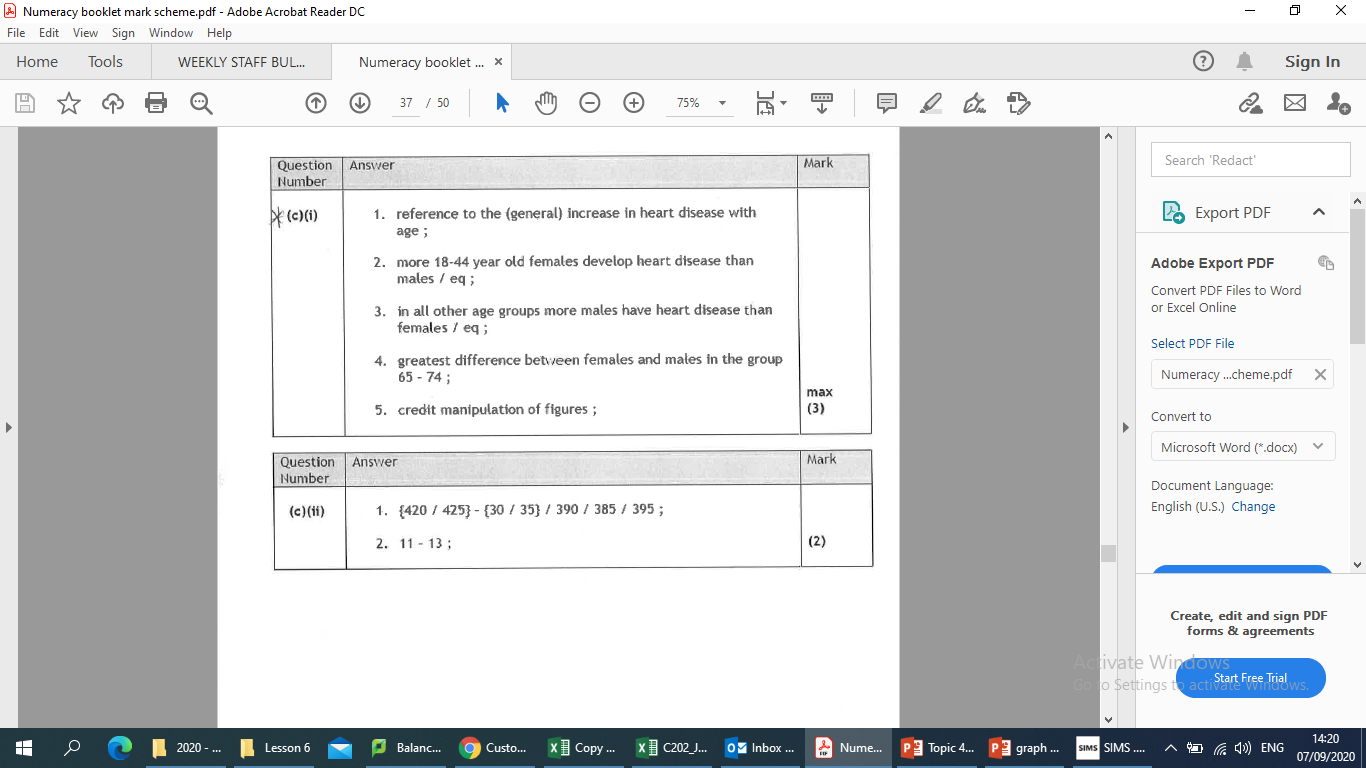 Numeracy booklet mark scheme.pdf - Adobe Acrobat Reader DC
File Edit View Sign Window Help
Home Tools WEEKLY STAFF BUL... Numeracy booklet ... × Sign In
37 / 50 75%
Question Number Answer Mark
(c)(i)
1. reference to the (general) increase in heart disease with
age ;
2. more 18-44 year old females develop heart disease than
males / eq ;
3. in all other age groups more males have heart disease than
females / eq ;
4. greatest difference between females and males in the group
65 - 74 ;
5. credit manipulation of figures ;
max
(3)
Question Number Answer Mark
(c)(ii) 1. {420 / 425} - {30 / 35} / 390 / 385 / 395 ;
2. 11 - 13 ;
(2)
Search 'Redact'
Export PDF
Adobe Export PDF
Convert PDF Files to Word
or Excel Online
Select PDF File
Numeracy ...cheme.pdf
Convert to
Microsoft Word (*.docx)
Document Language:
English (U.S.) Change
Create, edit and sign PDF
forms & agreements
Activate Windows
Start Free Trial
Go to Settings to activate Windows.
2020 - ... Lesson 6 Balanc... Custo... Copy ... C202_J... Inbox ... Nume... Topic 4... graph ... SIMS SIMS .... ENG
14:20
07/09/2020